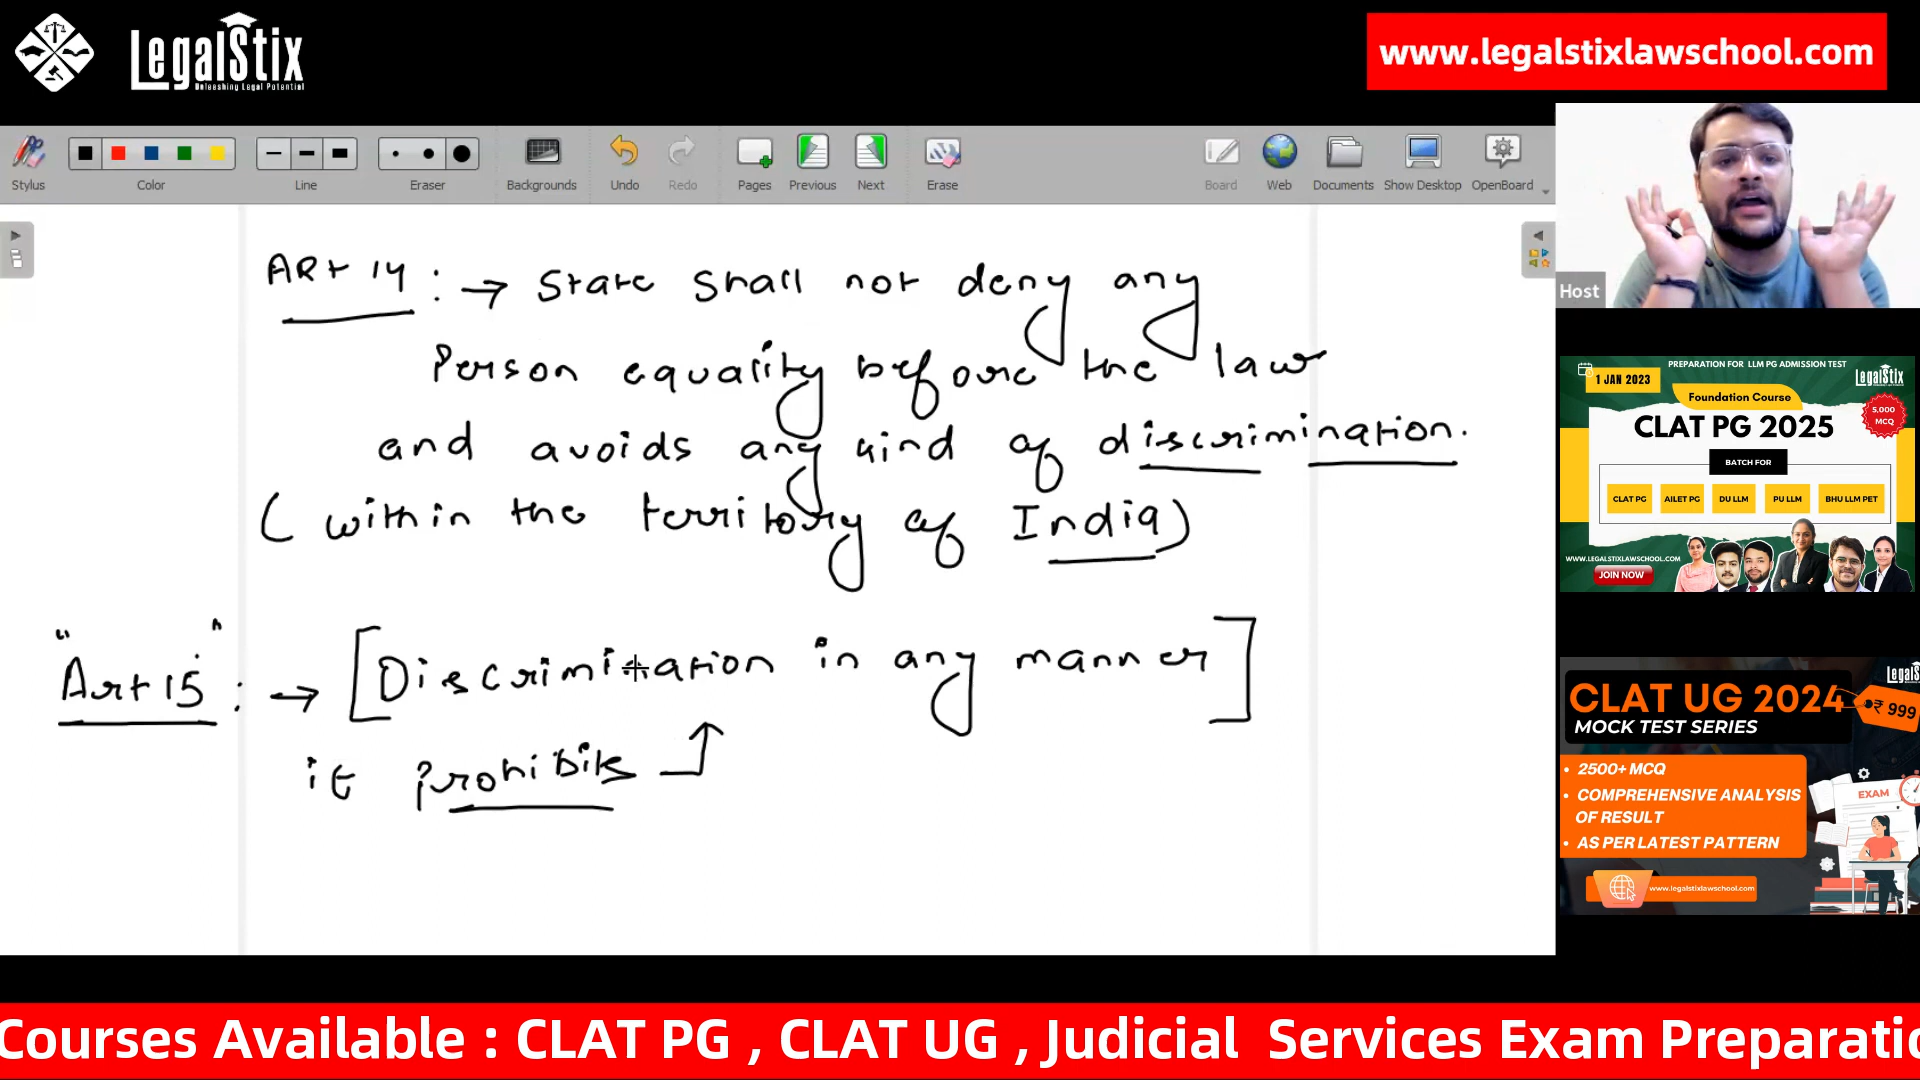 LegalStix
Unleashing Legal Potential
www.legalstixlawschool.com
Stylus
Color
Line
Eraser
Backgrounds
Undo
Redo
Pages
Previous
Next
Erase
Board
Web
Documents
Show Desktop
OpenBoard
Host
ARt 14 : → State Shall not deny any
Person equality before the law
and avoids any kind of discrimination.
(within the territory of India)
"Art 15" : → [Discrimination in any manner]
it prohibits
1 JAN 2023
PREPARATION FOR LLM PG ADMISSION TEST
LegalStix
Foundation Course
5,000 MCQ
CLAT PG 2025
BATCH FOR
CLAT PG AILET PG DU LLM PU LLM BHU LLM PET
WWW.LEGALSTIXLAWSCHOOL.COM
JOIN NOW
LegalS
CLAT UG 2024
₹ 999
MOCK TEST SERIES
• 2500+ MCQ
• COMPREHENSIVE ANALYSIS
OF RESULT
• AS PER LATEST PATTERN
EXAM
www.legalstixlawschool.com
Courses Available : CLAT PG , CLAT UG , Judicial Services Exam Preparatio